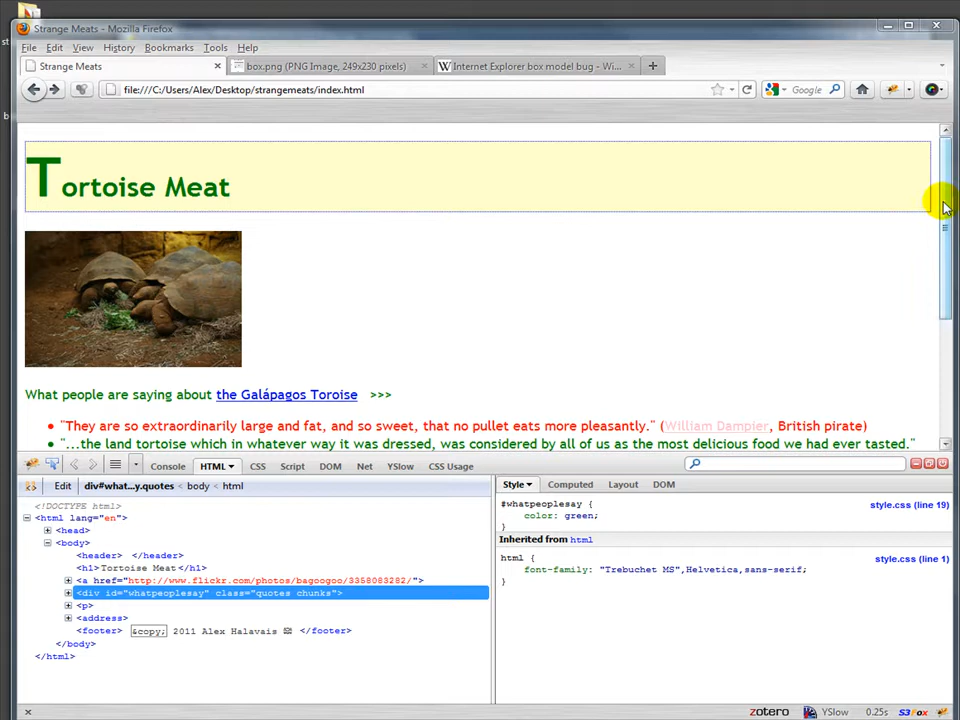 Strange Meats - Mozilla Firefox
st
File Edit View History Bookmarks Tools Help
Strange Meats × box.png (PNG Image, 249x230 pixels) × W Internet Explorer box model bug - Wi... × +
file:///C:/Users/Alex/Desktop/strangemeats/index.html Google
b
Tortoise Meat
What people are saying about the Galápagos Toroise >>>
• "They are so extraordinarily large and fat, and so sweet, that no pullet eats more pleasantly." (William Dampier, British pirate)
• "...the land tortoise which in whatever way it was dressed, was considered by all of us as the most delicious food we had ever tasted."
Console HTML CSS Script DOM Net YSlow CSS Usage
Edit div#what...y.quotes < body < html
Style Computed Layout DOM
<!DOCTYPE html>
<html lang="en">
<head>
<body>
<header> </header>
<h1>Tortoise Meat</h1>
<a href="http://www.flickr.com/photos/bagoogoo/3358083282/">
<div id="whatpeoplesay" class="quotes chunks">
<p>
<address>
<footer> &copy; 2011 Alex Halavais </footer>
</body>
</html>
#whatpeoplesay { style.css (line 19)
color: green;
}
Inherited from html
html { style.css (line 1)
font-family: "Trebuchet MS",Helvetica,sans-serif;
}
× zotero YSlow 0.25s S3Fox